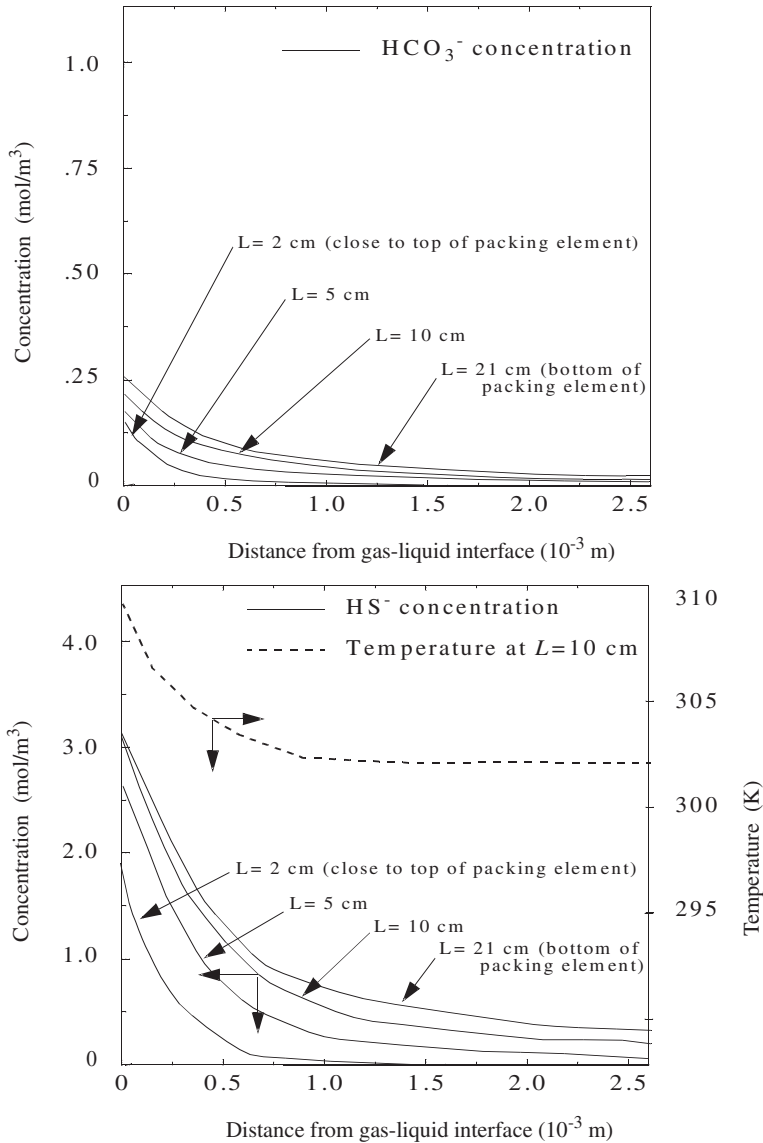 HCO₃⁻ concentration
1.0
.75
.50
.25
0
Concentration (mol/m³)
L= 2 cm (close to top of packing element)
L= 5 cm
L= 10 cm
L= 21 cm (bottom of
packing element)
0
0.5
1.0
1.5
2.0
2.5
Distance from gas-liquid interface (10⁻³ m)
HS⁻ concentration
Temperature at L=10 cm
4.0
3.0
2.0
1.0
0
Concentration (mol/m³)
310
305
300
295
Temperature (K)
L= 2 cm (close to top of packing element)
L= 5 cm
L= 10 cm
L= 21 cm (bottom of
packing element)
0
0.5
1.0
1.5
2.0
2.5
Distance from gas-liquid interface (10⁻³ m)